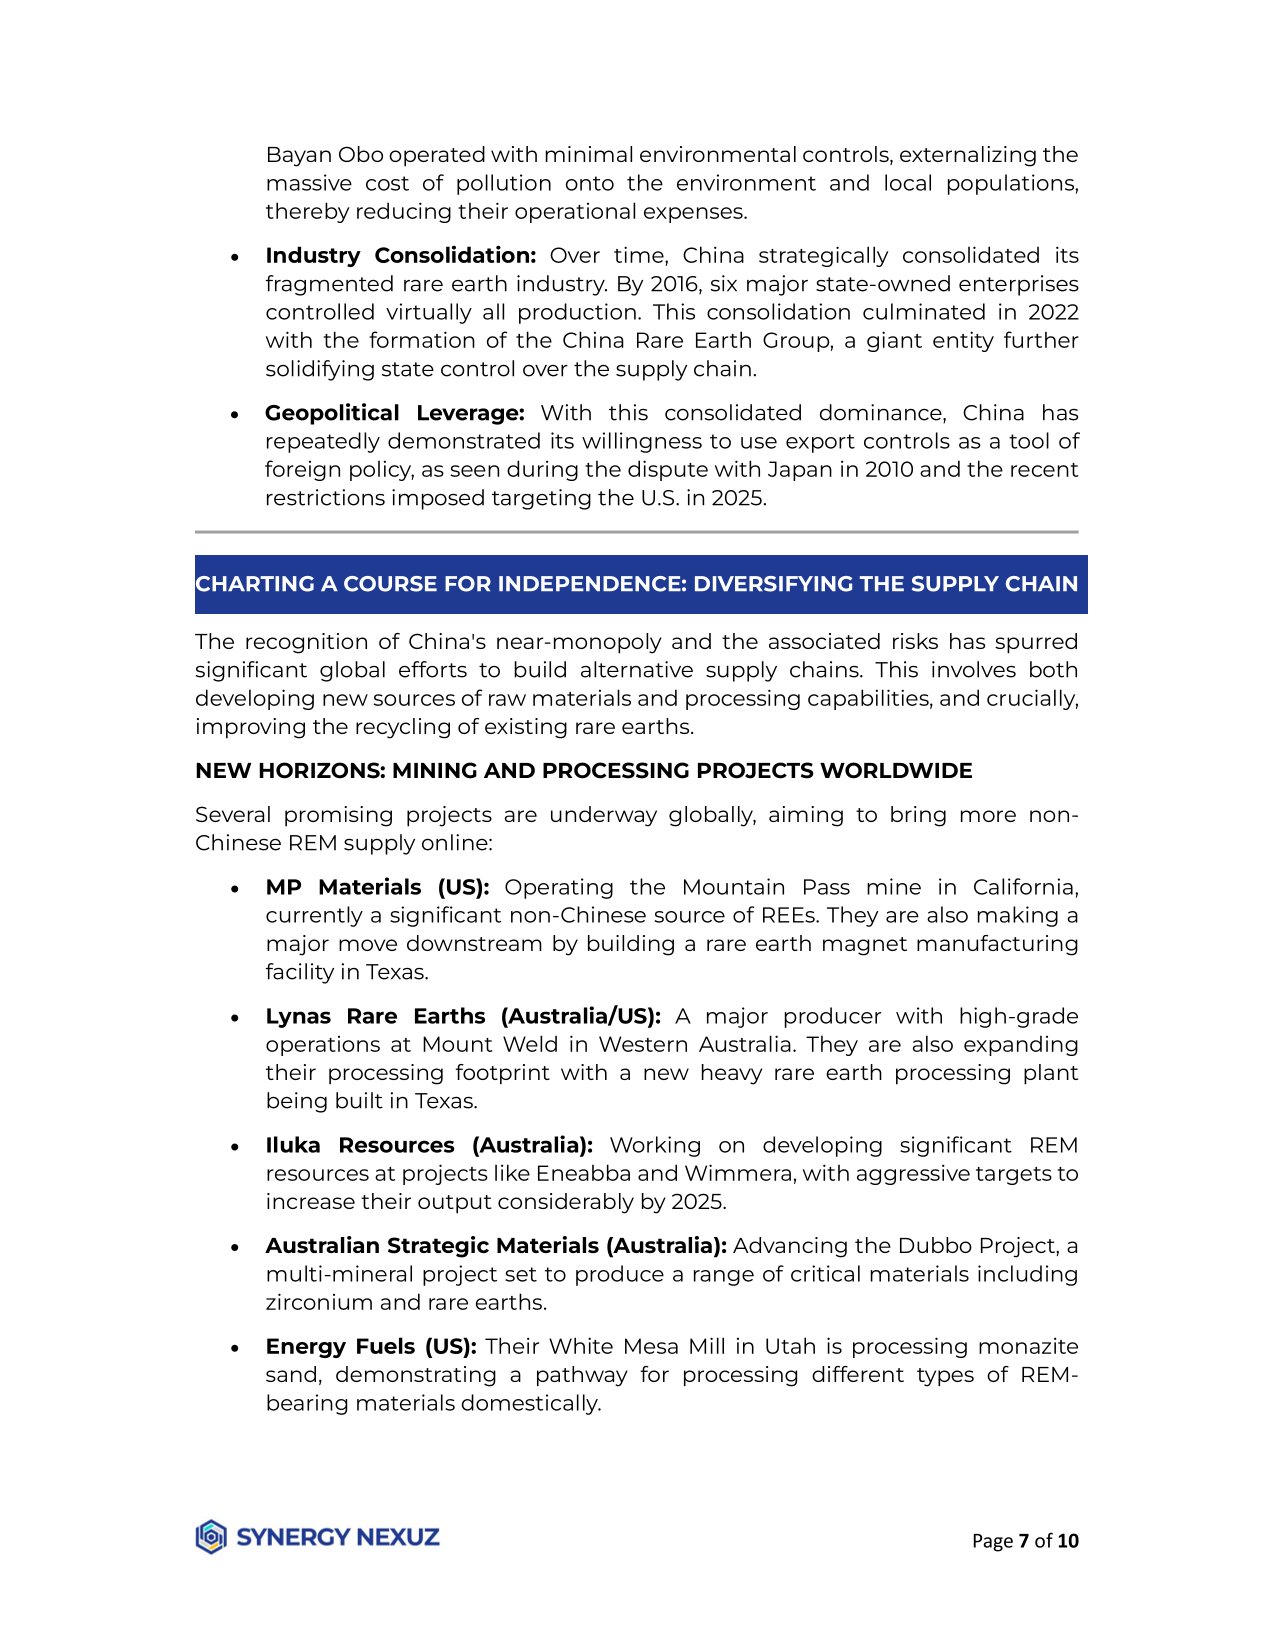 Bayan Obo operated with minimal environmental controls, externalizing the
massive cost of pollution onto the environment and local populations,
thereby reducing their operational expenses.
• Industry Consolidation: Over time, China strategically consolidated its
fragmented rare earth industry. By 2016, six major state-owned enterprises
controlled virtually all production. This consolidation culminated in 2022
with the formation of the China Rare Earth Group, a giant entity further
solidifying state control over the supply chain.
• Geopolitical Leverage: With this consolidated dominance, China has
repeatedly demonstrated its willingness to use export controls as a tool of
foreign policy, as seen during the dispute with Japan in 2010 and the recent
restrictions imposed targeting the U.S. in 2025.
CHARTING A COURSE FOR INDEPENDENCE: DIVERSIFYING THE SUPPLY CHAIN
The recognition of China's near-monopoly and the associated risks has spurred
significant global efforts to build alternative supply chains. This involves both
developing new sources of raw materials and processing capabilities, and crucially,
improving the recycling of existing rare earths.
NEW HORIZONS: MINING AND PROCESSING PROJECTS WORLDWIDE
Several promising projects are underway globally, aiming to bring more non-
Chinese REM supply online:
• MP Materials (US): Operating the Mountain Pass mine in California,
currently a significant non-Chinese source of REEs. They are also making a
major move downstream by building a rare earth magnet manufacturing
facility in Texas.
• Lynas Rare Earths (Australia/US): A major producer with high-grade
operations at Mount Weld in Western Australia. They are also expanding
their processing footprint with a new heavy rare earth processing plant
being built in Texas.
• Iluka Resources (Australia): Working on developing significant REM
resources at projects like Eneabba and Wimmera, with aggressive targets to
increase their output considerably by 2025.
• Australian Strategic Materials (Australia): Advancing the Dubbo Project, a
multi-mineral project set to produce a range of critical materials including
zirconium and rare earths.
• Energy Fuels (US): Their White Mesa Mill in Utah is processing monazite
sand, demonstrating a pathway for processing different types of REM-
bearing materials domestically.
SYNERGY NEXUZ
Page 7 of 10